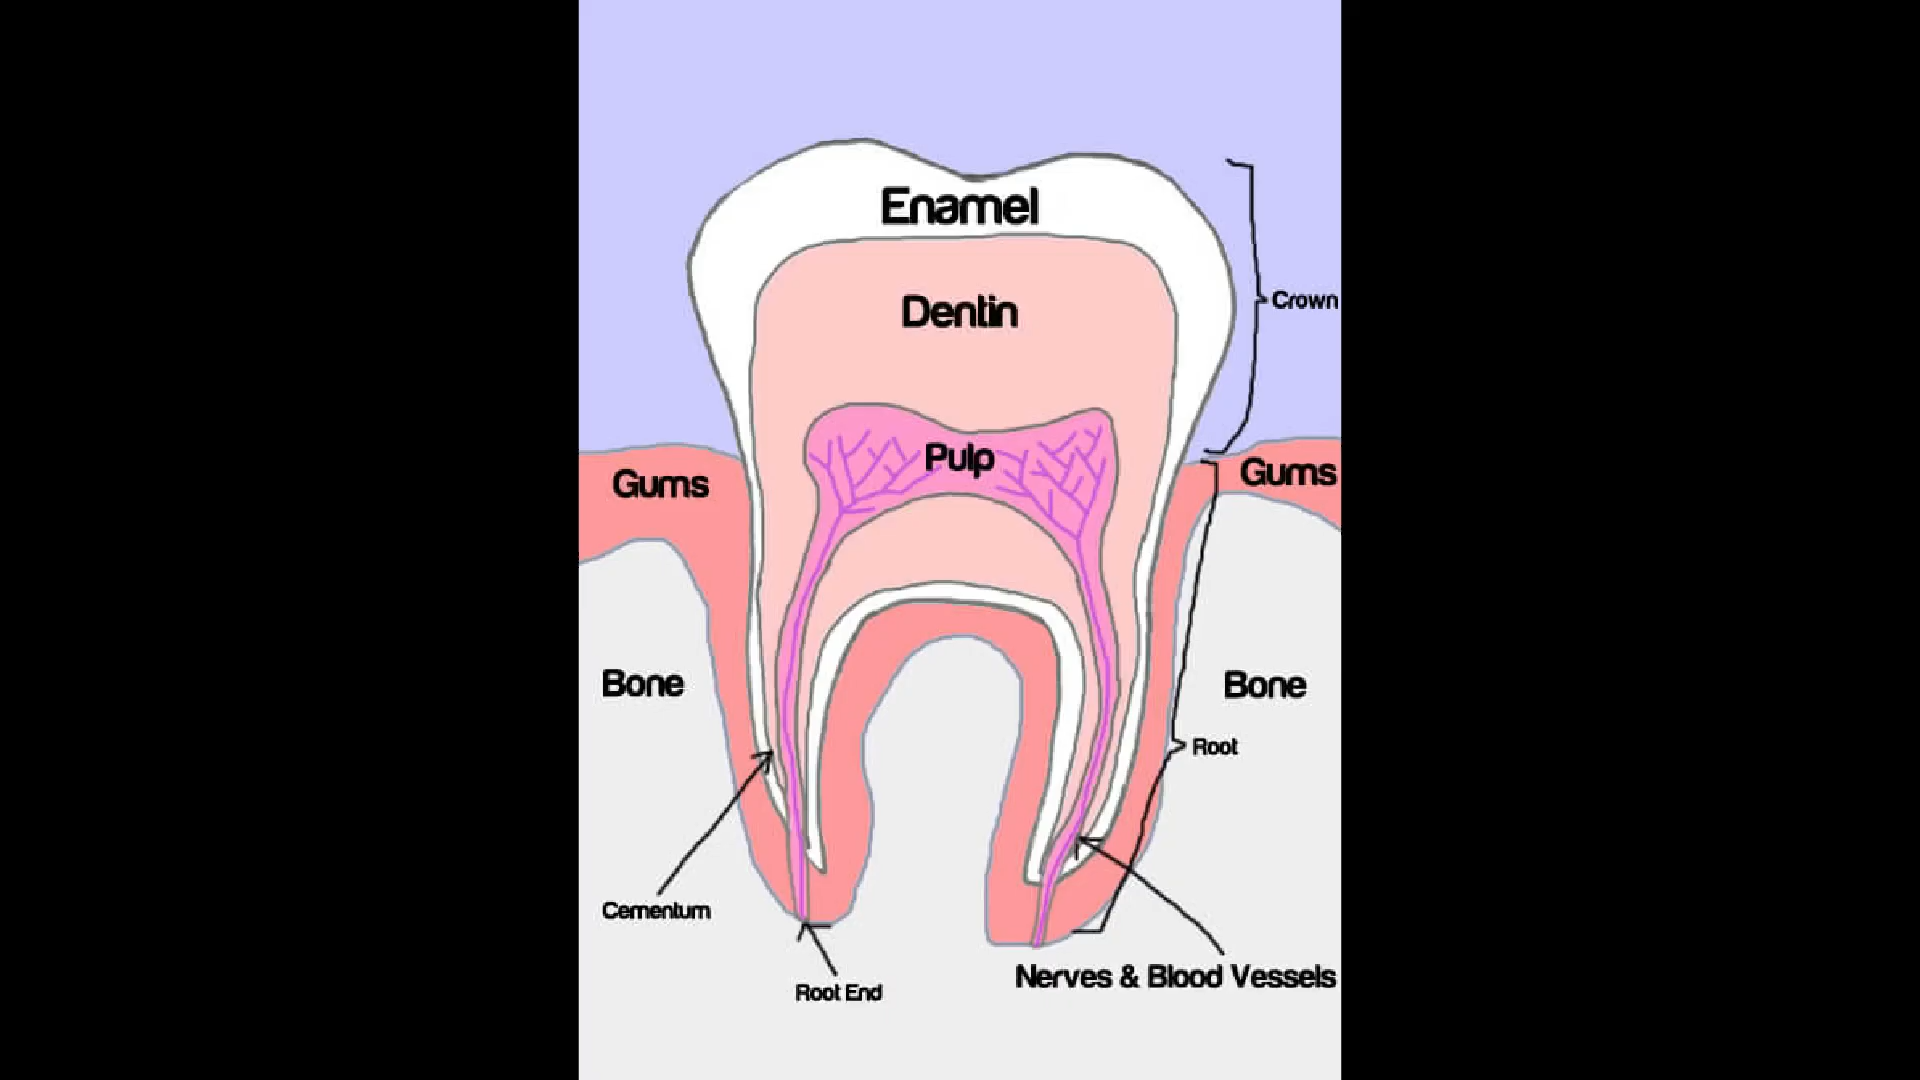 Enamel
Crown
Dentin
Pulp
Gums
Gums
Bone
Bone
Root
Cementum
Nerves & Blood Vessels
Root End